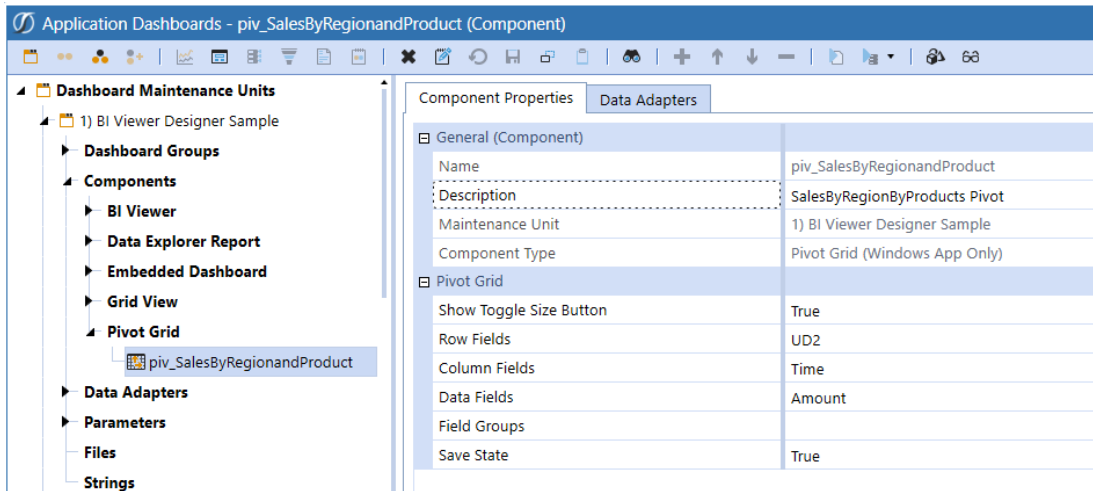 Application Dashboards - piv_SalesByRegionandProduct (Component)
Dashboard Maintenance Units
1) BI Viewer Designer Sample
Dashboard Groups
Components
BI Viewer
Data Explorer Report
Embedded Dashboard
Grid View
Pivot Grid
piv_SalesByRegionandProduct
Data Adapters
Parameters
Files
Strings
Component Properties Data Adapters
General (Component)
Name piv_SalesByRegionandProduct
Description SalesByRegionByProducts Pivot
Maintenance Unit 1) BI Viewer Designer Sample
Component Type Pivot Grid (Windows App Only)
Pivot Grid
Show Toggle Size Button True
Row Fields UD2
Column Fields Time
Data Fields Amount
Field Groups
Save State True